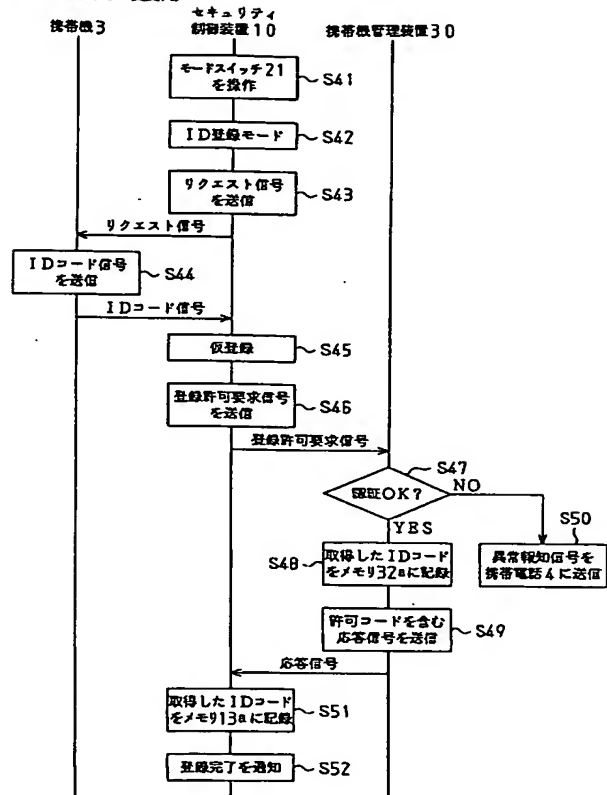 携帯機3
セキュリティ
制御装置10
携帯機管理装置30
モードスイッチ21
を操作
S41
ID登録モード
S42
リクエスト信号
を送信
S43
リクエスト信号
IDコード信号
を送信
S44
IDコード信号
仮登録
S45
登録許可要求信号
を送信
S46
登録許可要求信号
S47
認証OK?
NO
YES
S50
異常報知信号を
携帯電話4に送信
S48
取得したIDコード
をメモリ32aに記録
許可コードを含む
応答信号を送信
S49
応答信号
取得したIDコード
をメモリ13aに記録
S51
登録完了を通知
S52